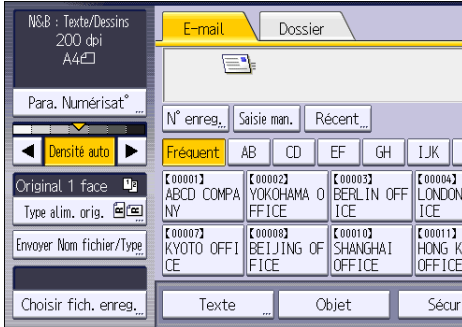 N&B : Texte/Dessins
200 dpi
A4
Para. Numérisat°
Densité auto
Original 1 face
Type alim. orig.
Envoyer Nom fichier/Type
Choisir fich. enreg.
E-mail
Dossier
N° enreg.
Saisie man.
Récent
Fréquent
AB
CD
EF
GH
IJK
[00001]
ABCD COMPA
NY
[00002]
YOKOHAMA O
FFICE
[00003]
BERLIN OFF
ICE
[00004]
LONDON
ICE
[00007]
KYOTO OFFI
CE
[00008]
BEIJING OF
FICE
[00010]
SHANGHAI
OFFICE
[00011]
HONG K
OFFICE
Texte
Objet
Sécur